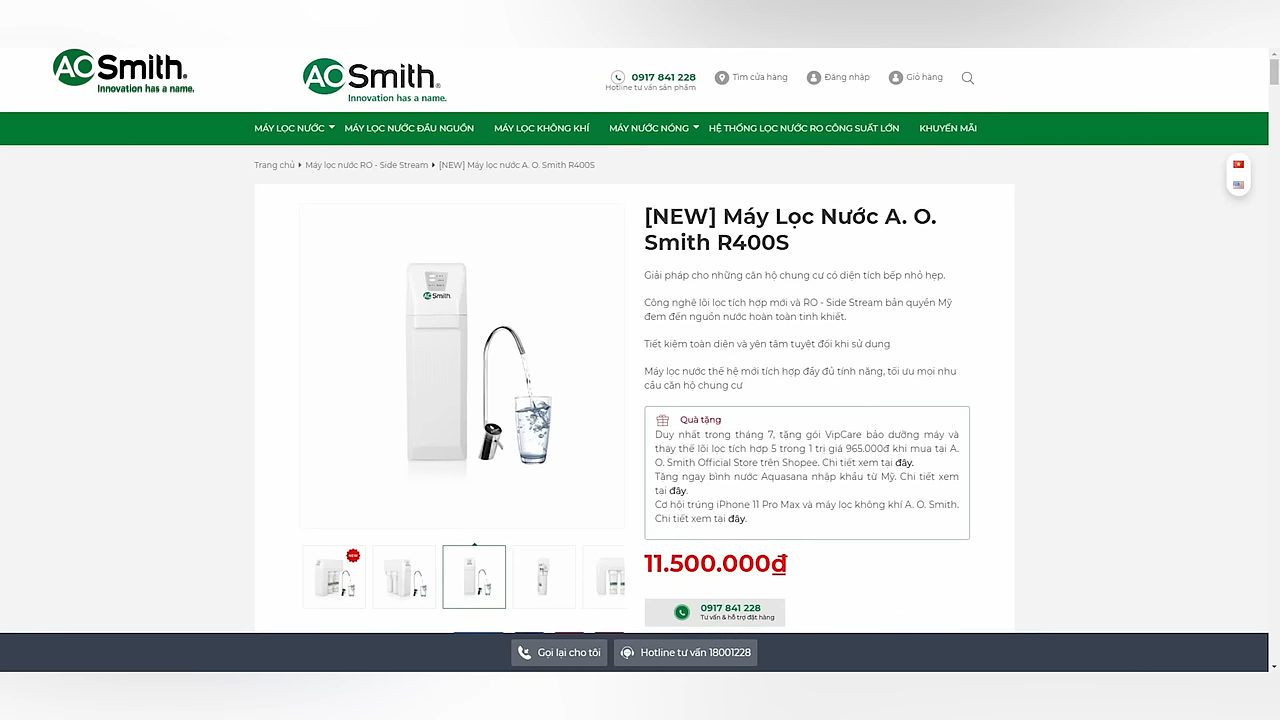 AO Smith.
Innovation has a name.
AO Smith.
Innovation has a name.
0917 841 228
Hotline tư vấn sản phẩm
Tìm cửa hàng
Đăng nhập
Giỏ hàng
MÁY LỌC NƯỚC
MÁY LỌC NƯỚC ĐẦU NGUỒN
MÁY LỌC KHÔNG KHÍ
MÁY NƯỚC NÓNG
HỆ THỐNG LỌC NƯỚC RO CÔNG SUẤT LỚN
KHUYẾN MÃI
Trang chủ
Máy lọc nước RO - Side Stream
[NEW] Máy lọc nước A. O. Smith R400S
AO Smith.
[NEW] Máy Lọc Nước A. O.
Smith R400S
Giải pháp cho những căn hộ chung cư có diện tích bếp nhỏ hẹp.
Công nghệ lõi lọc tích hợp mới và RO - Side Stream bản quyền Mỹ
đem đến nguồn nước hoàn toàn tinh khiết.
Tiết kiệm toàn diện và yên tâm tuyệt đối khi sử dụng
Máy lọc nước thế hệ mới tích hợp đầy đủ tính năng, tối ưu mọi nhu
cầu căn hộ chung cư
Quà tặng
Duy nhất trong tháng 7, tặng gói VipCare bảo dưỡng máy và
thay thế lõi lọc tích hợp 5 trong 1 trị giá 965.000đ khi mua tại A.
O. Smith Official Store trên Shopee. Chi tiết xem tại đây.
Tặng ngay bình nước Aquasana nhập khẩu từ Mỹ. Chi tiết xem
tại đây.
Cơ hội trúng iPhone 11 Pro Max và máy lọc không khí A. O. Smith.
Chi tiết xem tại đây.
NEW
11.500.000₫
0917 841 228
Tư vấn & hỗ trợ đặt hàng
Gọi lại cho tôi
Hotline tư vấn 18001228